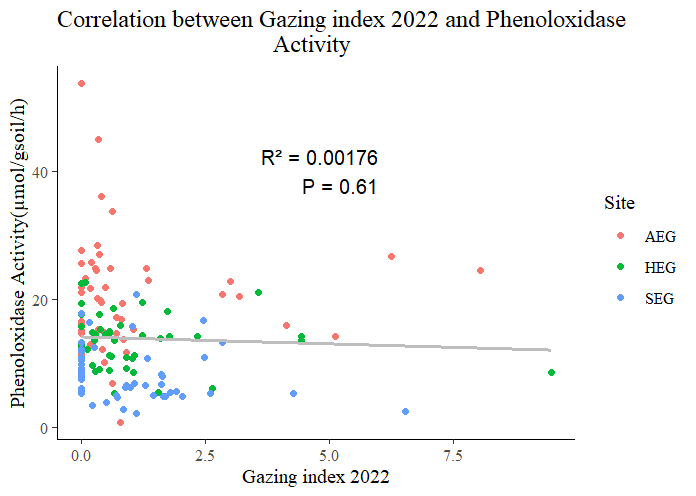 Correlation between Gazing index 2022 and Phenoloxidase
Activity
Phenoloxidase Activity(μmol/gsoil/h)
40
20
0
R² = 0.00176
P = 0.61
Site
AEG
HEG
SEG
0.0 2.5 5.0 7.5
Gazing index 2022